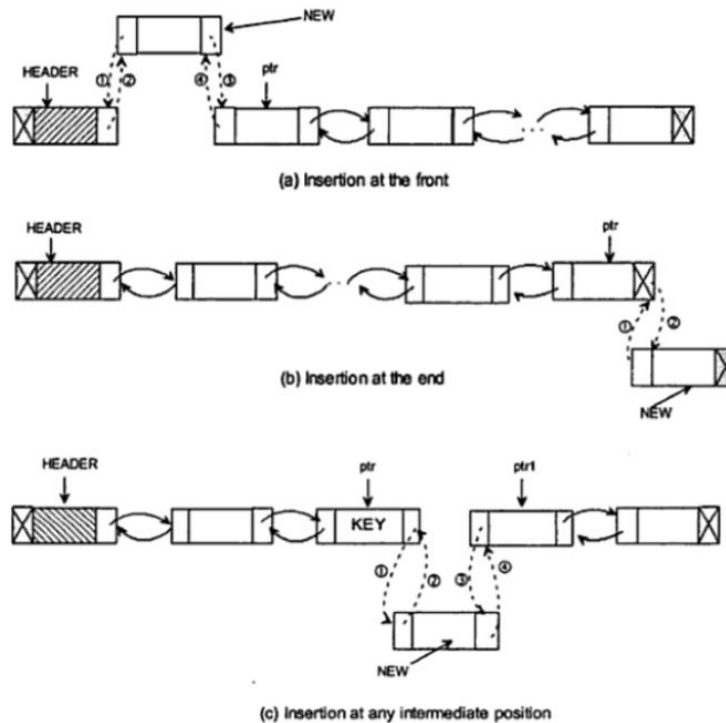 NEW
HEADER
① ② ④ ③
ptr
(a) Insertion at the front
HEADER
ptr
① ②
(b) Insertion at the end
NEW
HEADER
ptr
ptr1
KEY
① ② ③ ④
NEW
(c) Insertion at any intermediate position